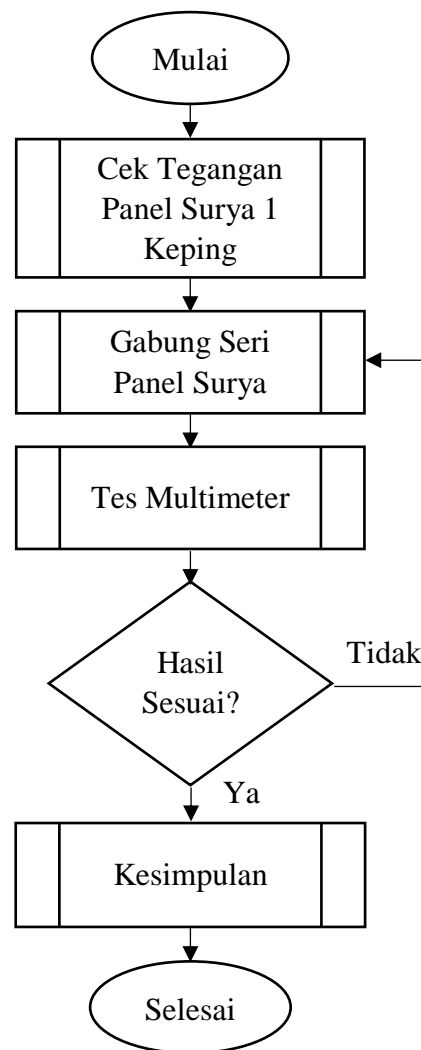 Mulai
Cek Tegangan
Panel Surya 1
Keping
Gabung Seri
Panel Surya
Tes Multimeter
Hasil
Sesuai?
Tidak
Ya
Kesimpulan
Selesai